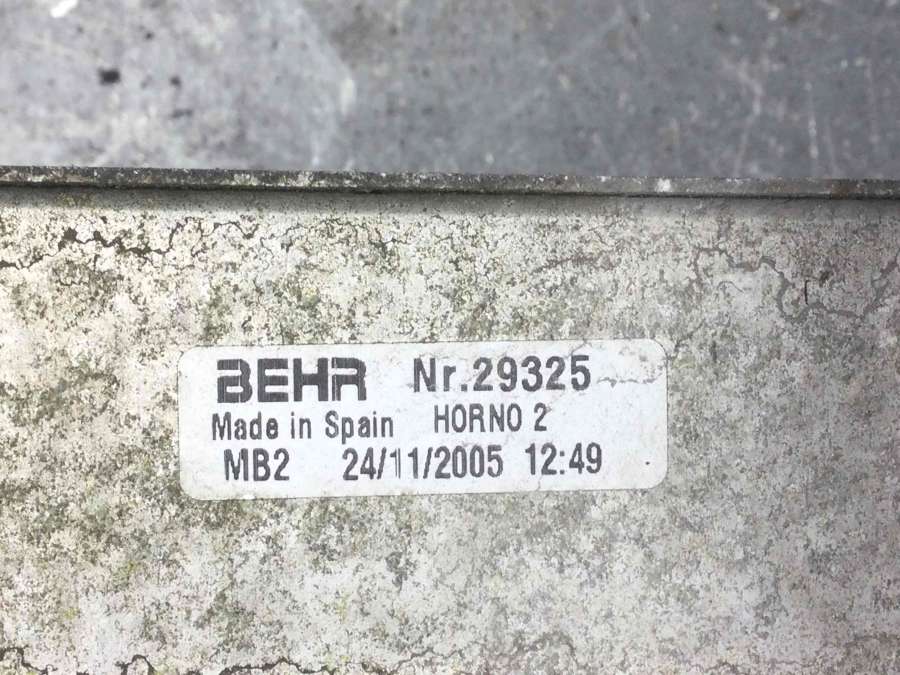 BEHR Nr.29325
Made in Spain HORNO 2
MB2 24/11/2005 12:49